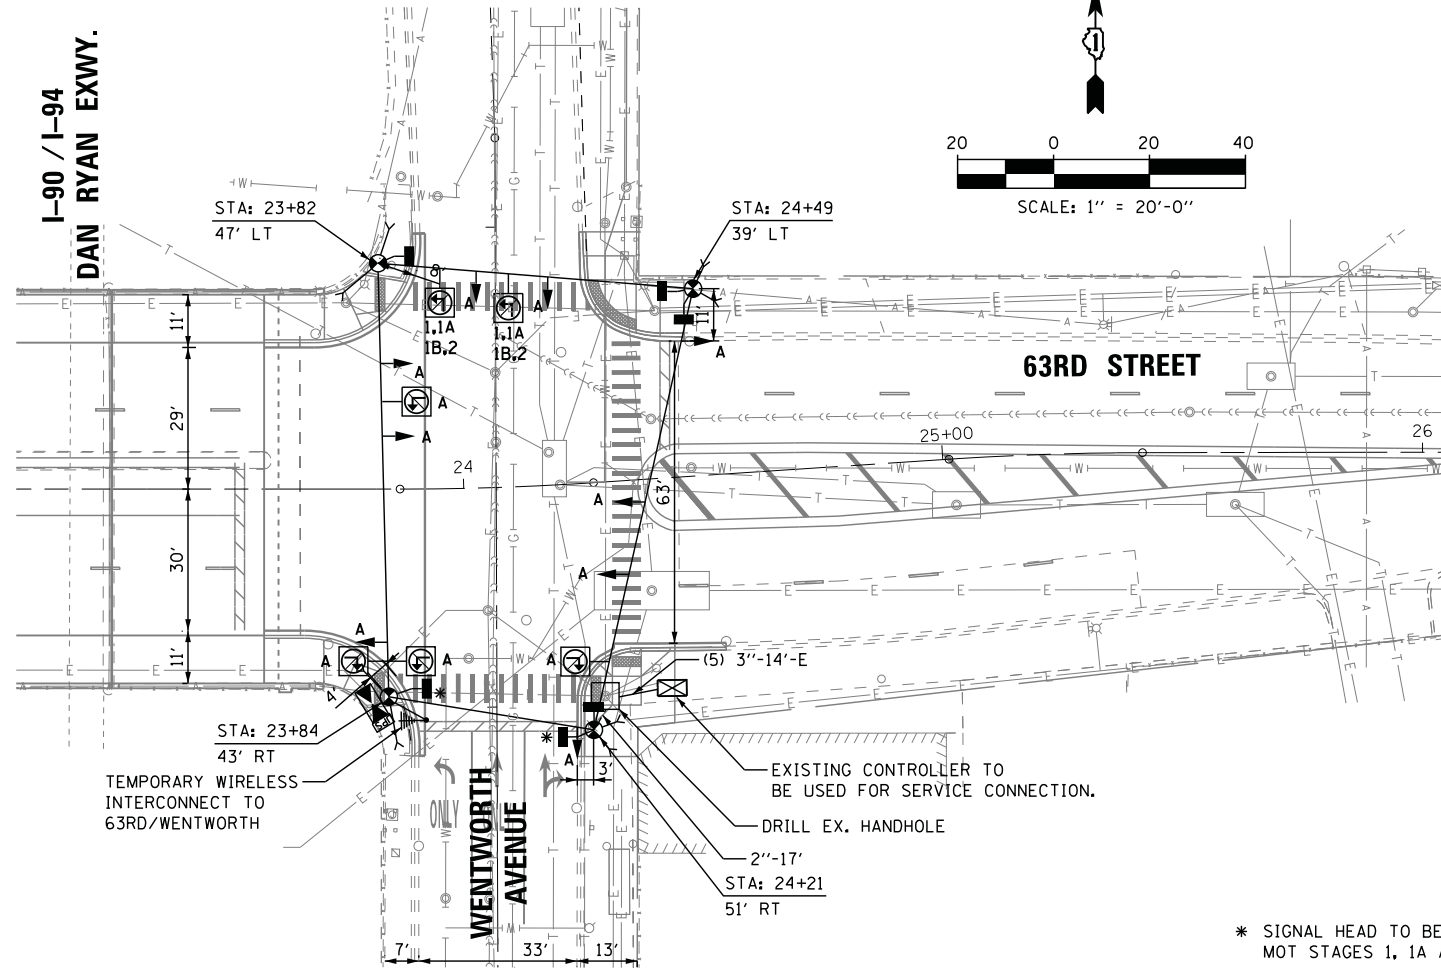 I-90 / I-94
DAN RYAN EXWY.
1
20 0 20 40
SCALE: 1'' = 20'-0''
STA: 23+82
47' LT
STA: 24+49
39' LT
8'
A
A
1,1A
1B,2
1,1A
1B,2
11'
A
11'
63RD STREET
A
A
29'
24
25+00
26
A
63'
A
30'
11'
A
A
A
A
(5) 3''-14'-E
4'
STA: 23+84
43' RT
A
3'
TEMPORARY WIRELESS
INTERCONNECT TO
63RD/WENTWORTH
ONLY
WENTWORTH
AVENUE
EXISTING CONTROLLER TO
BE USED FOR SERVICE CONNECTION.
DRILL EX. HANDHOLE
2''-17'
STA: 24+21
51' RT
7' 33' 13'
* SIGNAL HEAD TO BE
MOT STAGES 1, 1A